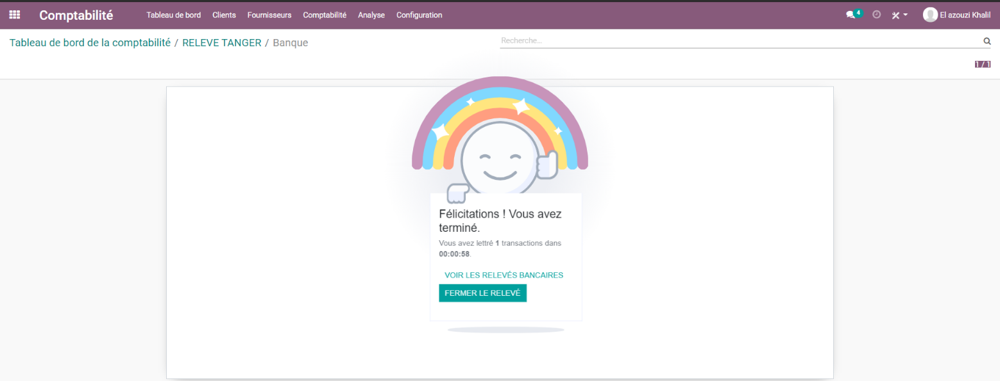 Comptabilité Tableau de bord Clients Fournisseurs Comptabilité Analyse Configuration 4 El azouzi Khalil
Tableau de bord de la comptabilité / RELEVE TANGER / Banque Recherche...
1 / 1
Félicitations ! Vous avez
terminé.
Vous avez lettré 1 transactions dans
00:00:58.
VOIR LES RELEVÉS BANCAIRES
FERMER LE RELEVÉ